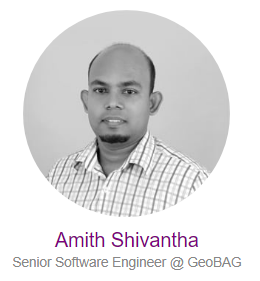 Amith Shivantha
Senior Software Engineer @ GeoBAG